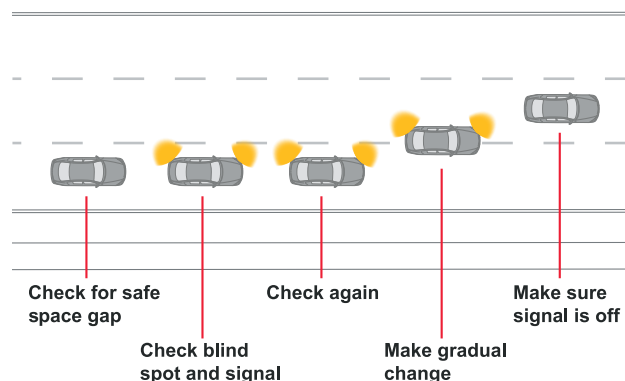 Check for safe
space gap
Check blind
spot and signal
Check again
Make gradual
change
Make sure
signal is off